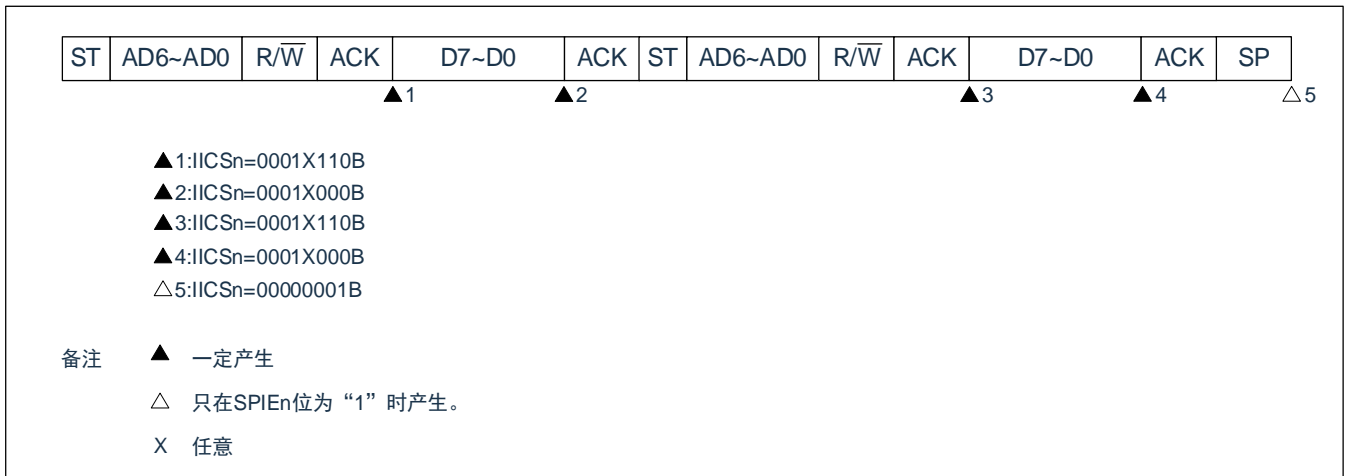 ST AD6~AD0 R/W̅ ACK D7~D0 ACK ST AD6~AD0 R/W̅ ACK D7~D0 ACK SP
▲1 ▲2 ▲3 ▲4 △5
▲1:IICSn=0001X110B
▲2:IICSn=0001X000B
▲3:IICSn=0001X110B
▲4:IICSn=0001X000B
△5:IICSn=00000001B
备注 ▲ 一定产生
△ 只在SPIEn位为“1”时产生。
X 任意